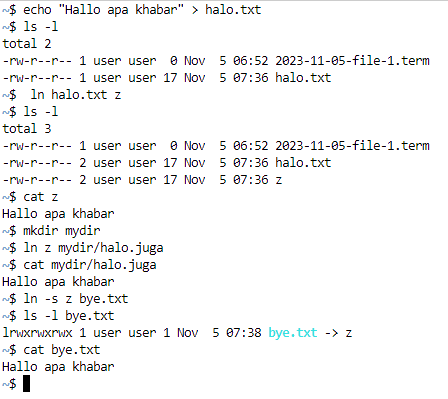 ~$ echo "Hallo apa khabar" > halo.txt
~$ ls -l
total 2
-rw-r--r-- 1 user user  0 Nov  5 06:52 2023-11-05-file-1.term
-rw-r--r-- 1 user user 17 Nov  5 07:36 halo.txt
~$  ln halo.txt z
~$ ls -l
total 3
-rw-r--r-- 1 user user  0 Nov  5 06:52 2023-11-05-file-1.term
-rw-r--r-- 2 user user 17 Nov  5 07:36 halo.txt
-rw-r--r-- 2 user user 17 Nov  5 07:36 z
~$ cat z
Hallo apa khabar
~$ mkdir mydir
~$ ln z mydir/halo.juga
~$ cat mydir/halo.juga
Hallo apa khabar
~$ ln -s z bye.txt
~$ ls -l bye.txt
lrwxrwxrwx 1 user user 1 Nov  5 07:38 bye.txt -> z
~$ cat bye.txt
Hallo apa khabar
~$